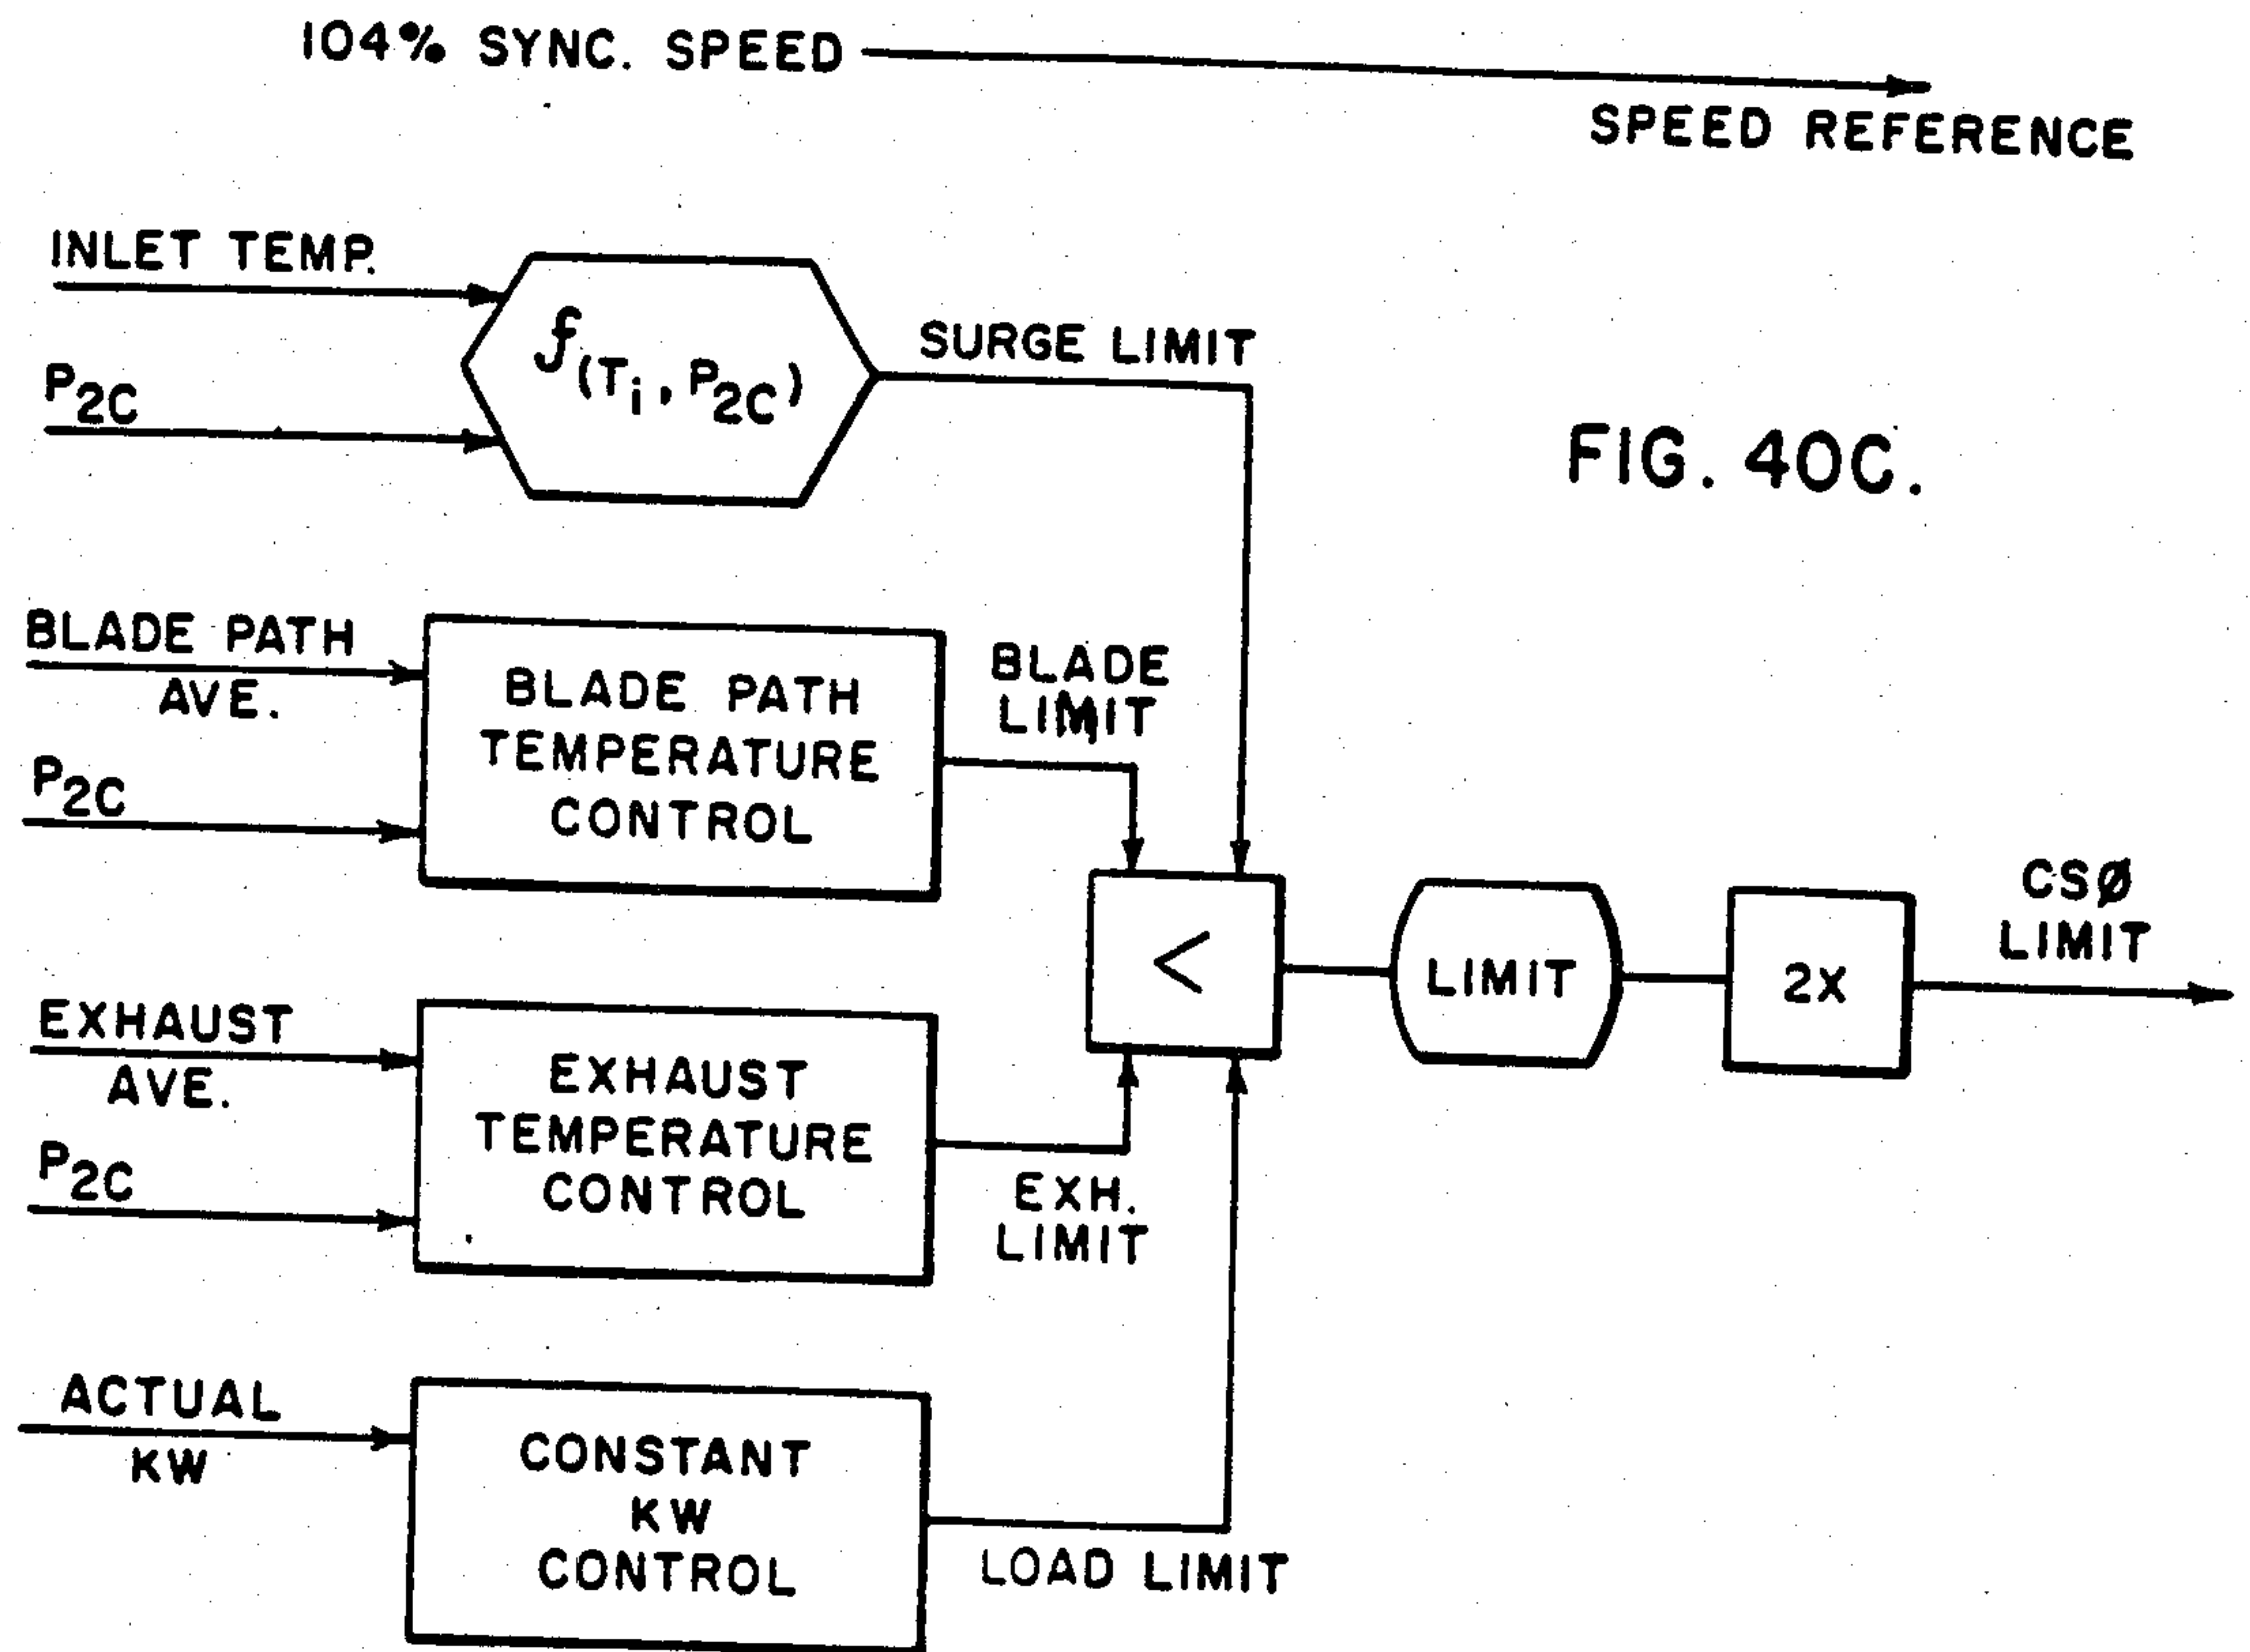 104% SYNC. SPEED
SPEED REFERENCE
INLET TEMP.
P2C
f(Ti, P2C)
SURGE LIMIT
FIG. 40C.
BLADE PATH
AVE.
P2C
BLADE PATH
TEMPERATURE
CONTROL
BLADE
LIMIT
<
LIMIT
2X
CSØ
LIMIT
EXHAUST
AVE.
P2C
EXHAUST
TEMPERATURE
CONTROL
EXH.
LIMIT
ACTUAL
KW
CONSTANT
KW
CONTROL
LOAD LIMIT